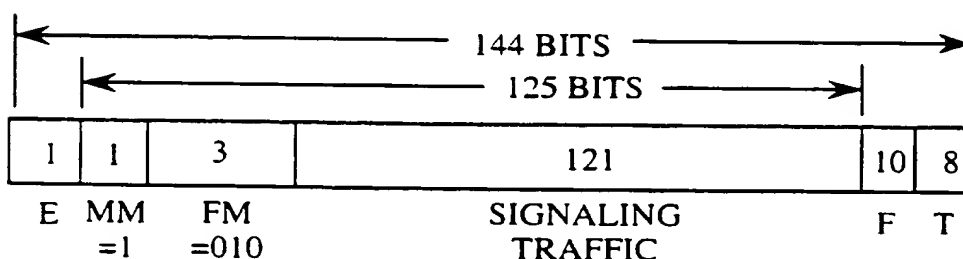 144 BITS
125 BITS
1 1 3 121 10 8
E MM FM SIGNALING F T
=1 =010 TRAFFIC